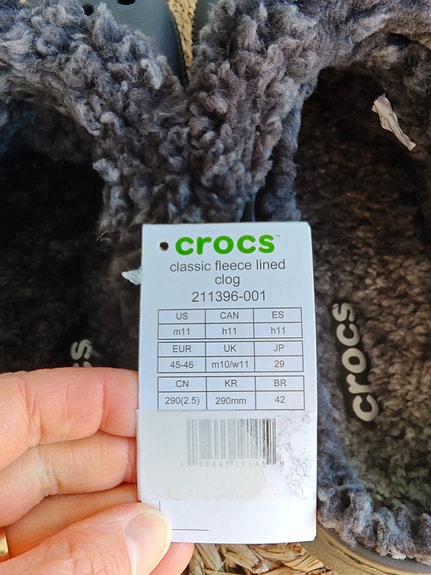 crocs™
classic fleece lined
clog
211396-001
US CAN ES
m11 h11 h11
EUR UK JP
45-46 m10/w11 29
CN KR BR
290(2.5) 290mm 42
crocs
crocs